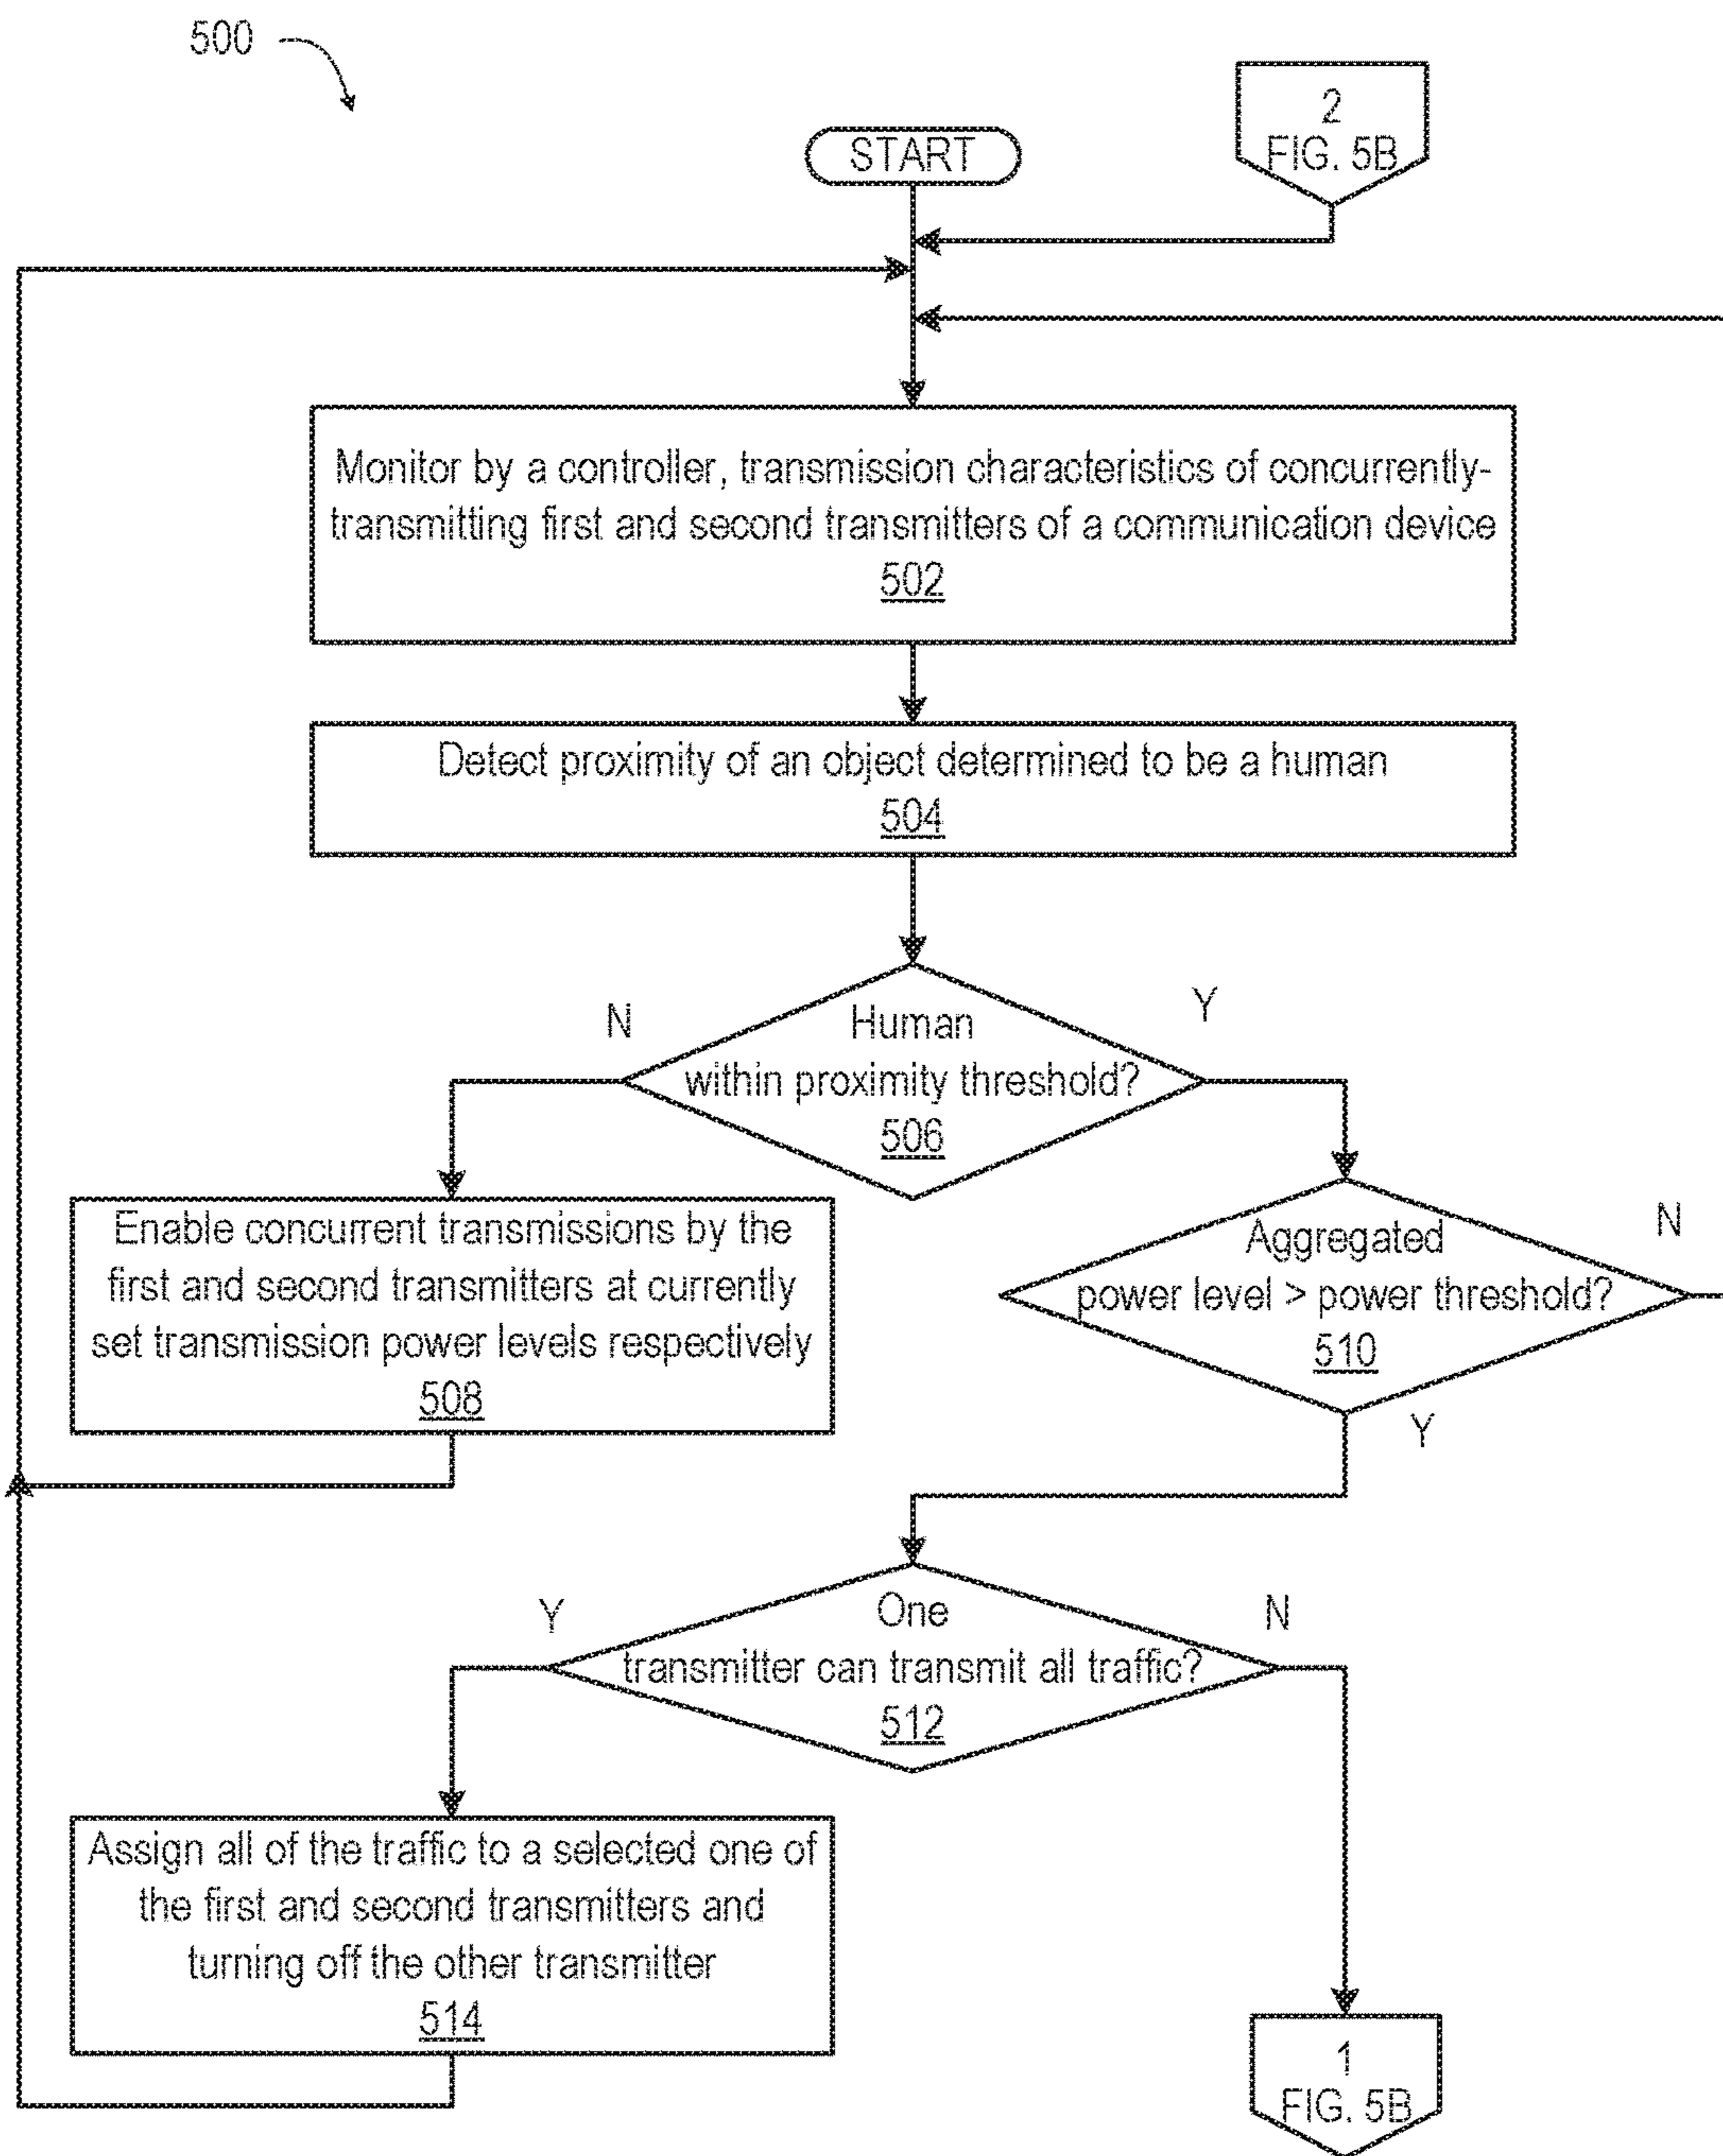 500
2
FIG. 5B
START
Monitor by a controller, transmission characteristics of concurrently-
transmitting first and second transmitters of a communication device
502
Detect proximity of an object determined to be a human
504
N
Y
Human
within proximity threshold?
506
Enable concurrent transmissions by the
first and second transmitters at currently
set transmission power levels respectively
508
N
Aggregated
power level > power threshold?
510
Y
Y
One
transmitter can transmit all traffic?
512
N
Assign all of the traffic to a selected one of
the first and second transmitters and
turning off the other transmitter
514
1
FIG. 5B